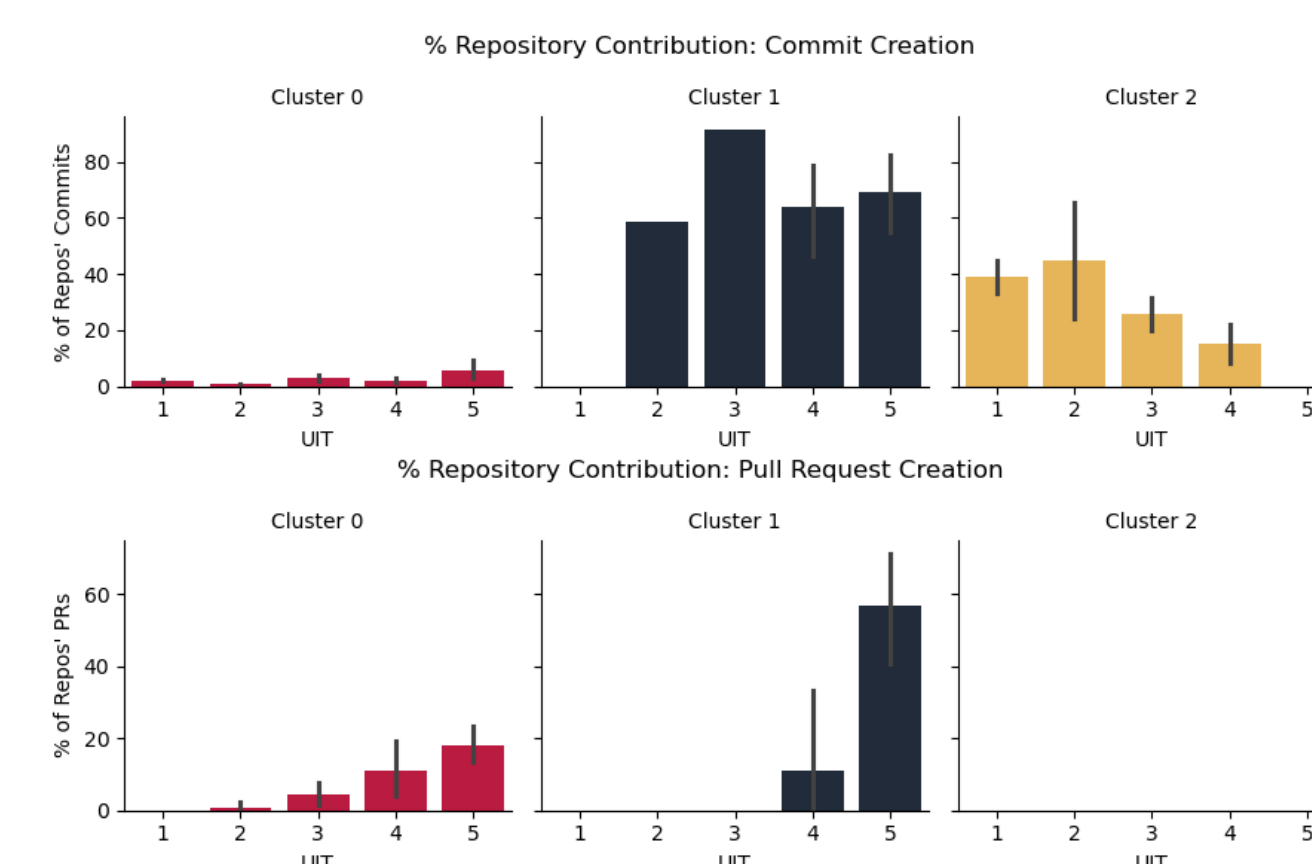 % Repository Contribution: Commit Creation
Cluster 0 Cluster 1 Cluster 2
% of Repos' Commits
80
60
40
20
0
1 2 3 4 5 1 2 3 4 5 1 2 3 4 5
UIT UIT UIT
% Repository Contribution: Pull Request Creation
Cluster 0 Cluster 1 Cluster 2
% of Repos' PRs
60
40
20
0
1 2 3 4 5 1 2 3 4 5 1 2 3 4 5
UIT UIT UIT